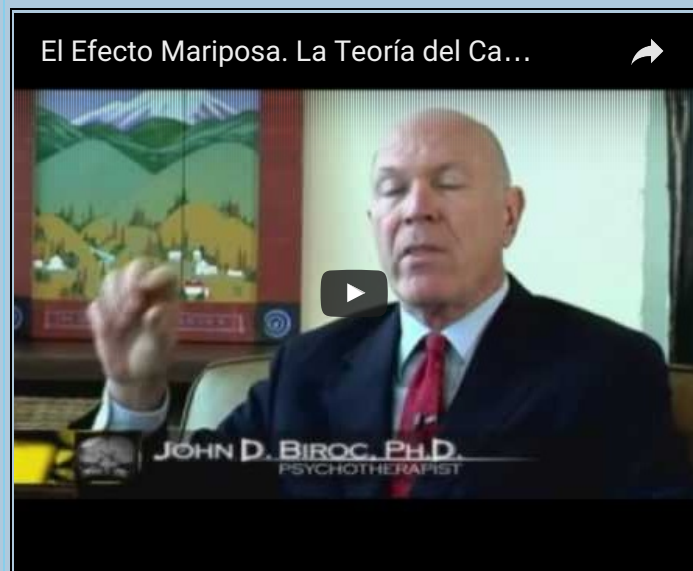 El Efecto Mariposa. La Teoría del Ca...
JOHN D. BIROC, PH.D.
PSYCHOTHERAPIST